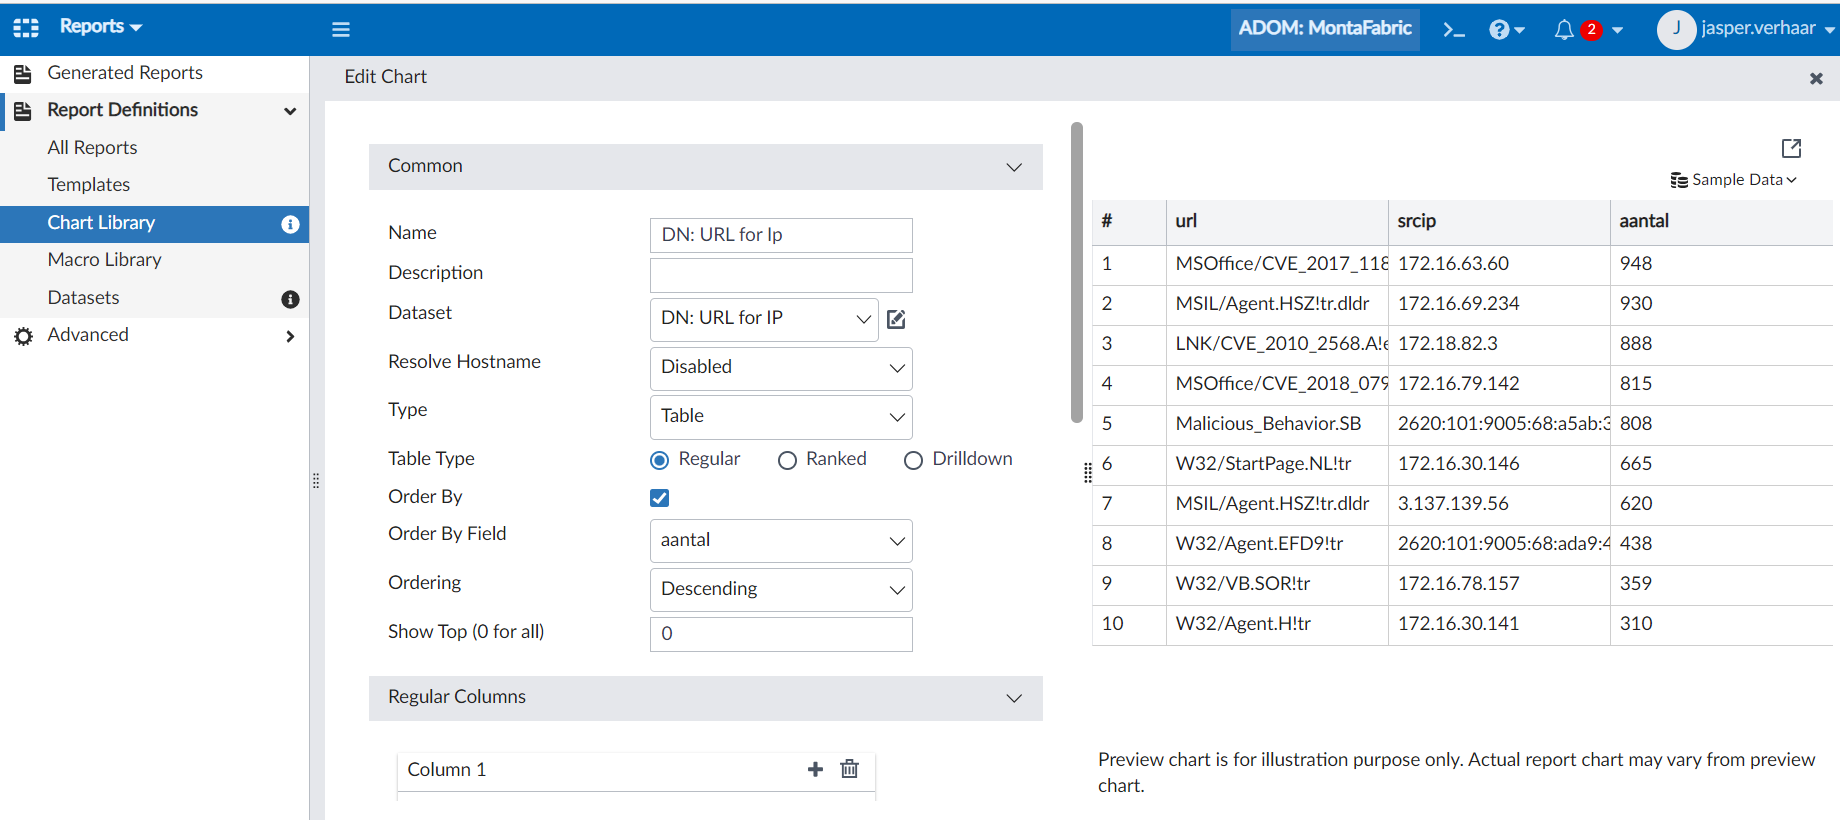 Reports
ADOM: MontaFabric
>_
?
2
J
jasper.verhaar
Generated Reports
Report Definitions
All Reports
Templates
Chart Library
Macro Library
Datasets
Advanced
Edit Chart
Common
Name
DN: URL for Ip
Description
Dataset
DN: URL for IP
Resolve Hostname
Disabled
Type
Table
Table Type
Regular
Ranked
Drilldown
Order By
Order By Field
aantal
Ordering
Descending
Show Top (0 for all)
0
Regular Columns
Column 1
Sample Data
# url srcip aantal
1 MSOffice/CVE_2017_118 172.16.63.60 948
2 MSIL/Agent.HSZ!tr.dldr 172.16.69.234 930
3 LNK/CVE_2010_2568.A!e 172.18.82.3 888
4 MSOffice/CVE_2018_079 172.16.79.142 815
5 Malicious_Behavior.SB 2620:101:9005:68:a5ab:3 808
6 W32/StartPage.NL!tr 172.16.30.146 665
7 MSIL/Agent.HSZ!tr.dldr 3.137.139.56 620
8 W32/Agent.EFD9!tr 2620:101:9005:68:ada9:4 438
9 W32/VB.SOR!tr 172.16.78.157 359
10 W32/Agent.H!tr 172.16.30.141 310
Preview chart is for illustration purpose only. Actual report chart may vary from preview
chart.